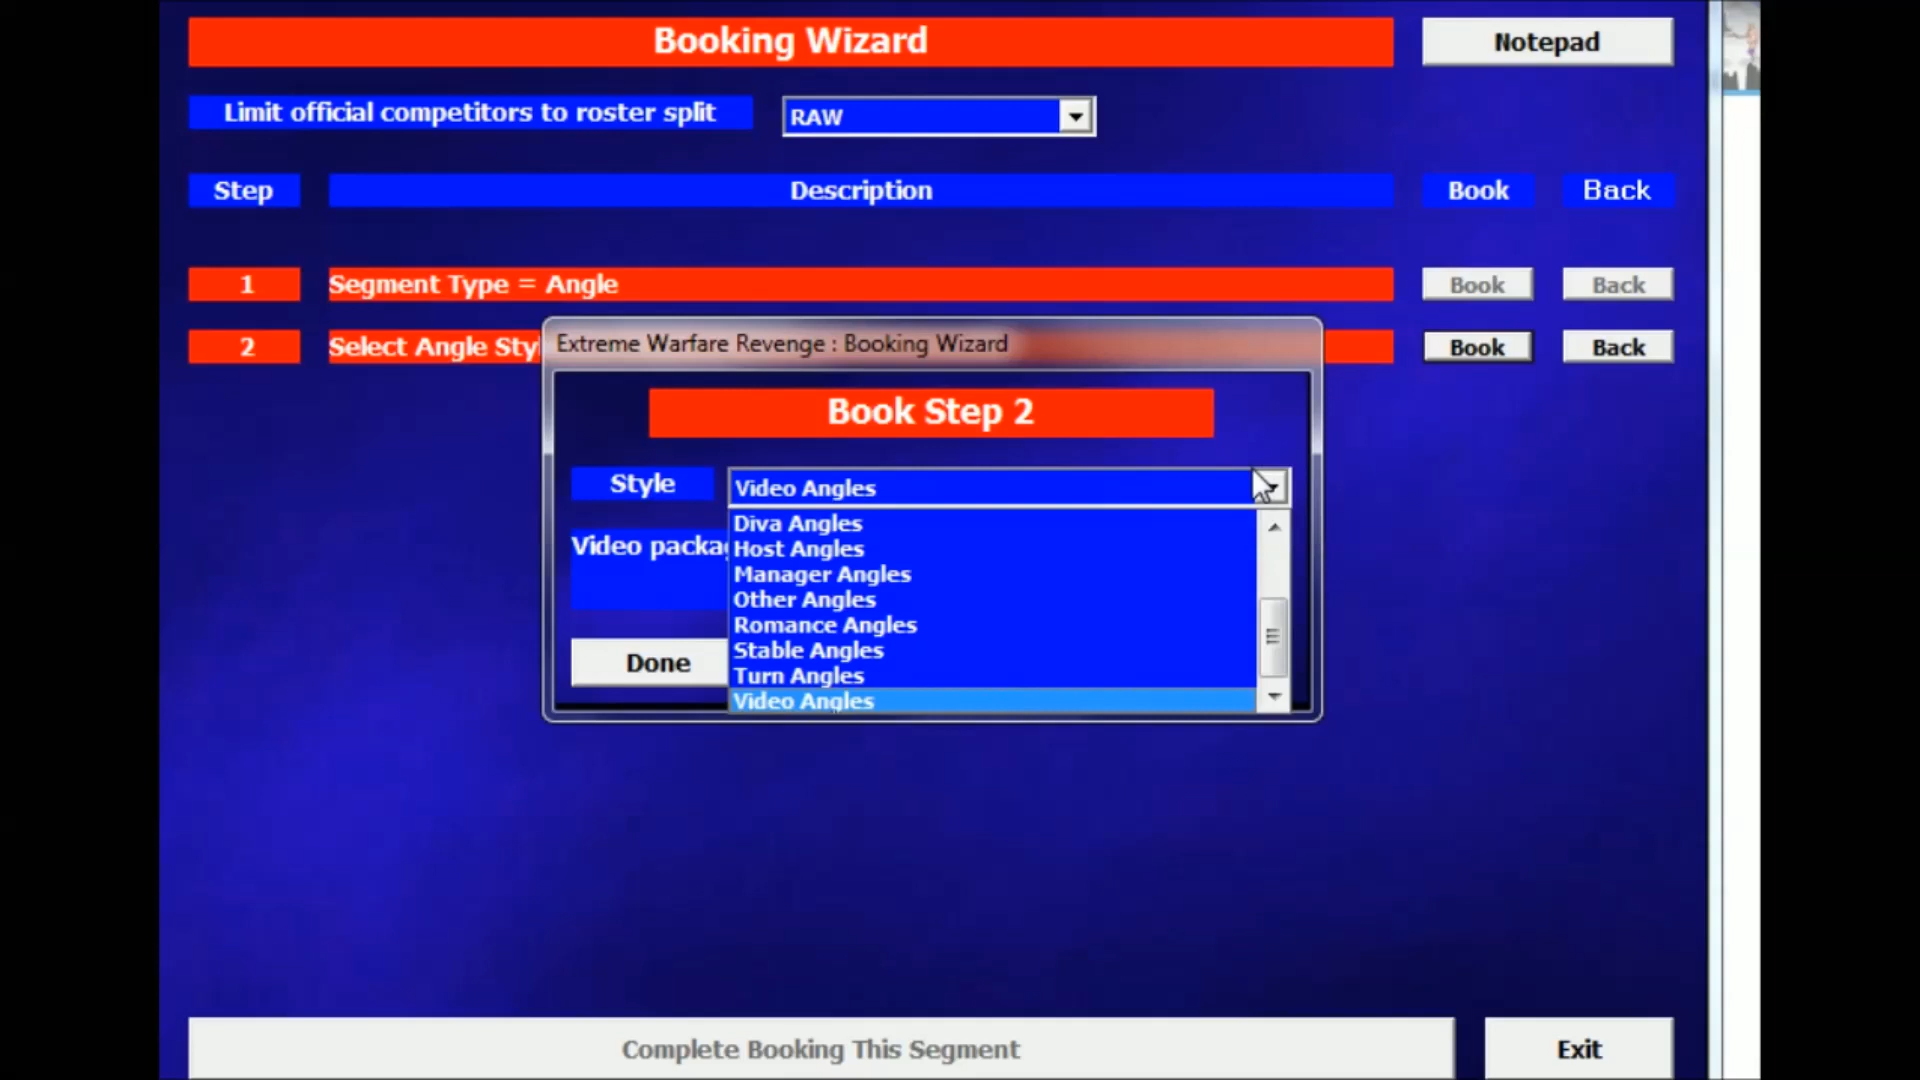 Booking Wizard
Notepad
Limit official competitors to roster split
RAW
Step
Description
Book
Back
1
Segment Type = Angle
Book
Back
2
Select Angle Styl
Book
Back
Extreme Warfare Revenge : Booking Wizard
Book Step 2
Style
Video Angles
Video packag
Diva Angles
Host Angles
Manager Angles
Other Angles
Romance Angles
Stable Angles
Turn Angles
Video Angles
Done
Complete Booking This Segment
Exit